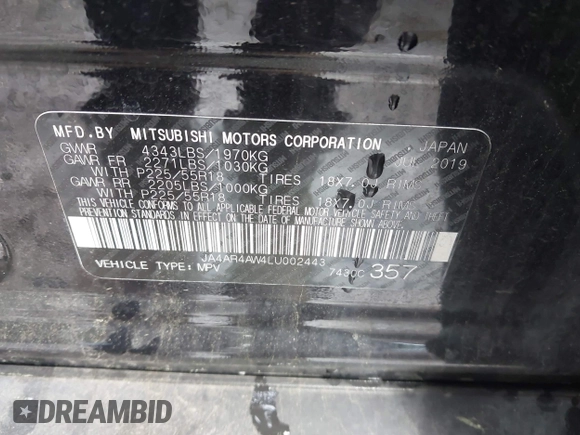 MFD.BY MITSUBISHI MOTORS CORPORATION JAPAN
GVWR 4343LBS/1970KG JUL 2019
GAWR FR 2271LBS/1030KG
WITH P225/55R18 TIRES 18X7.0J RIMS
GAWR RR 2205LBS/1000KG
WITH P225/55R18 TIRES 18X7.0J RIMS
THIS VEHICLE CONFORMS TO ALL APPLICABLE FEDERAL MOTOR VEHICLE SAFETY AND THEFT
PREVENTION STANDARDS IN EFFECT ON THE DATE OF MANUFACTURE SHOWN ABOVE.
JA4AR4AW4LU002443
VEHICLE TYPE: MPV 7430C 357
DREAMBID